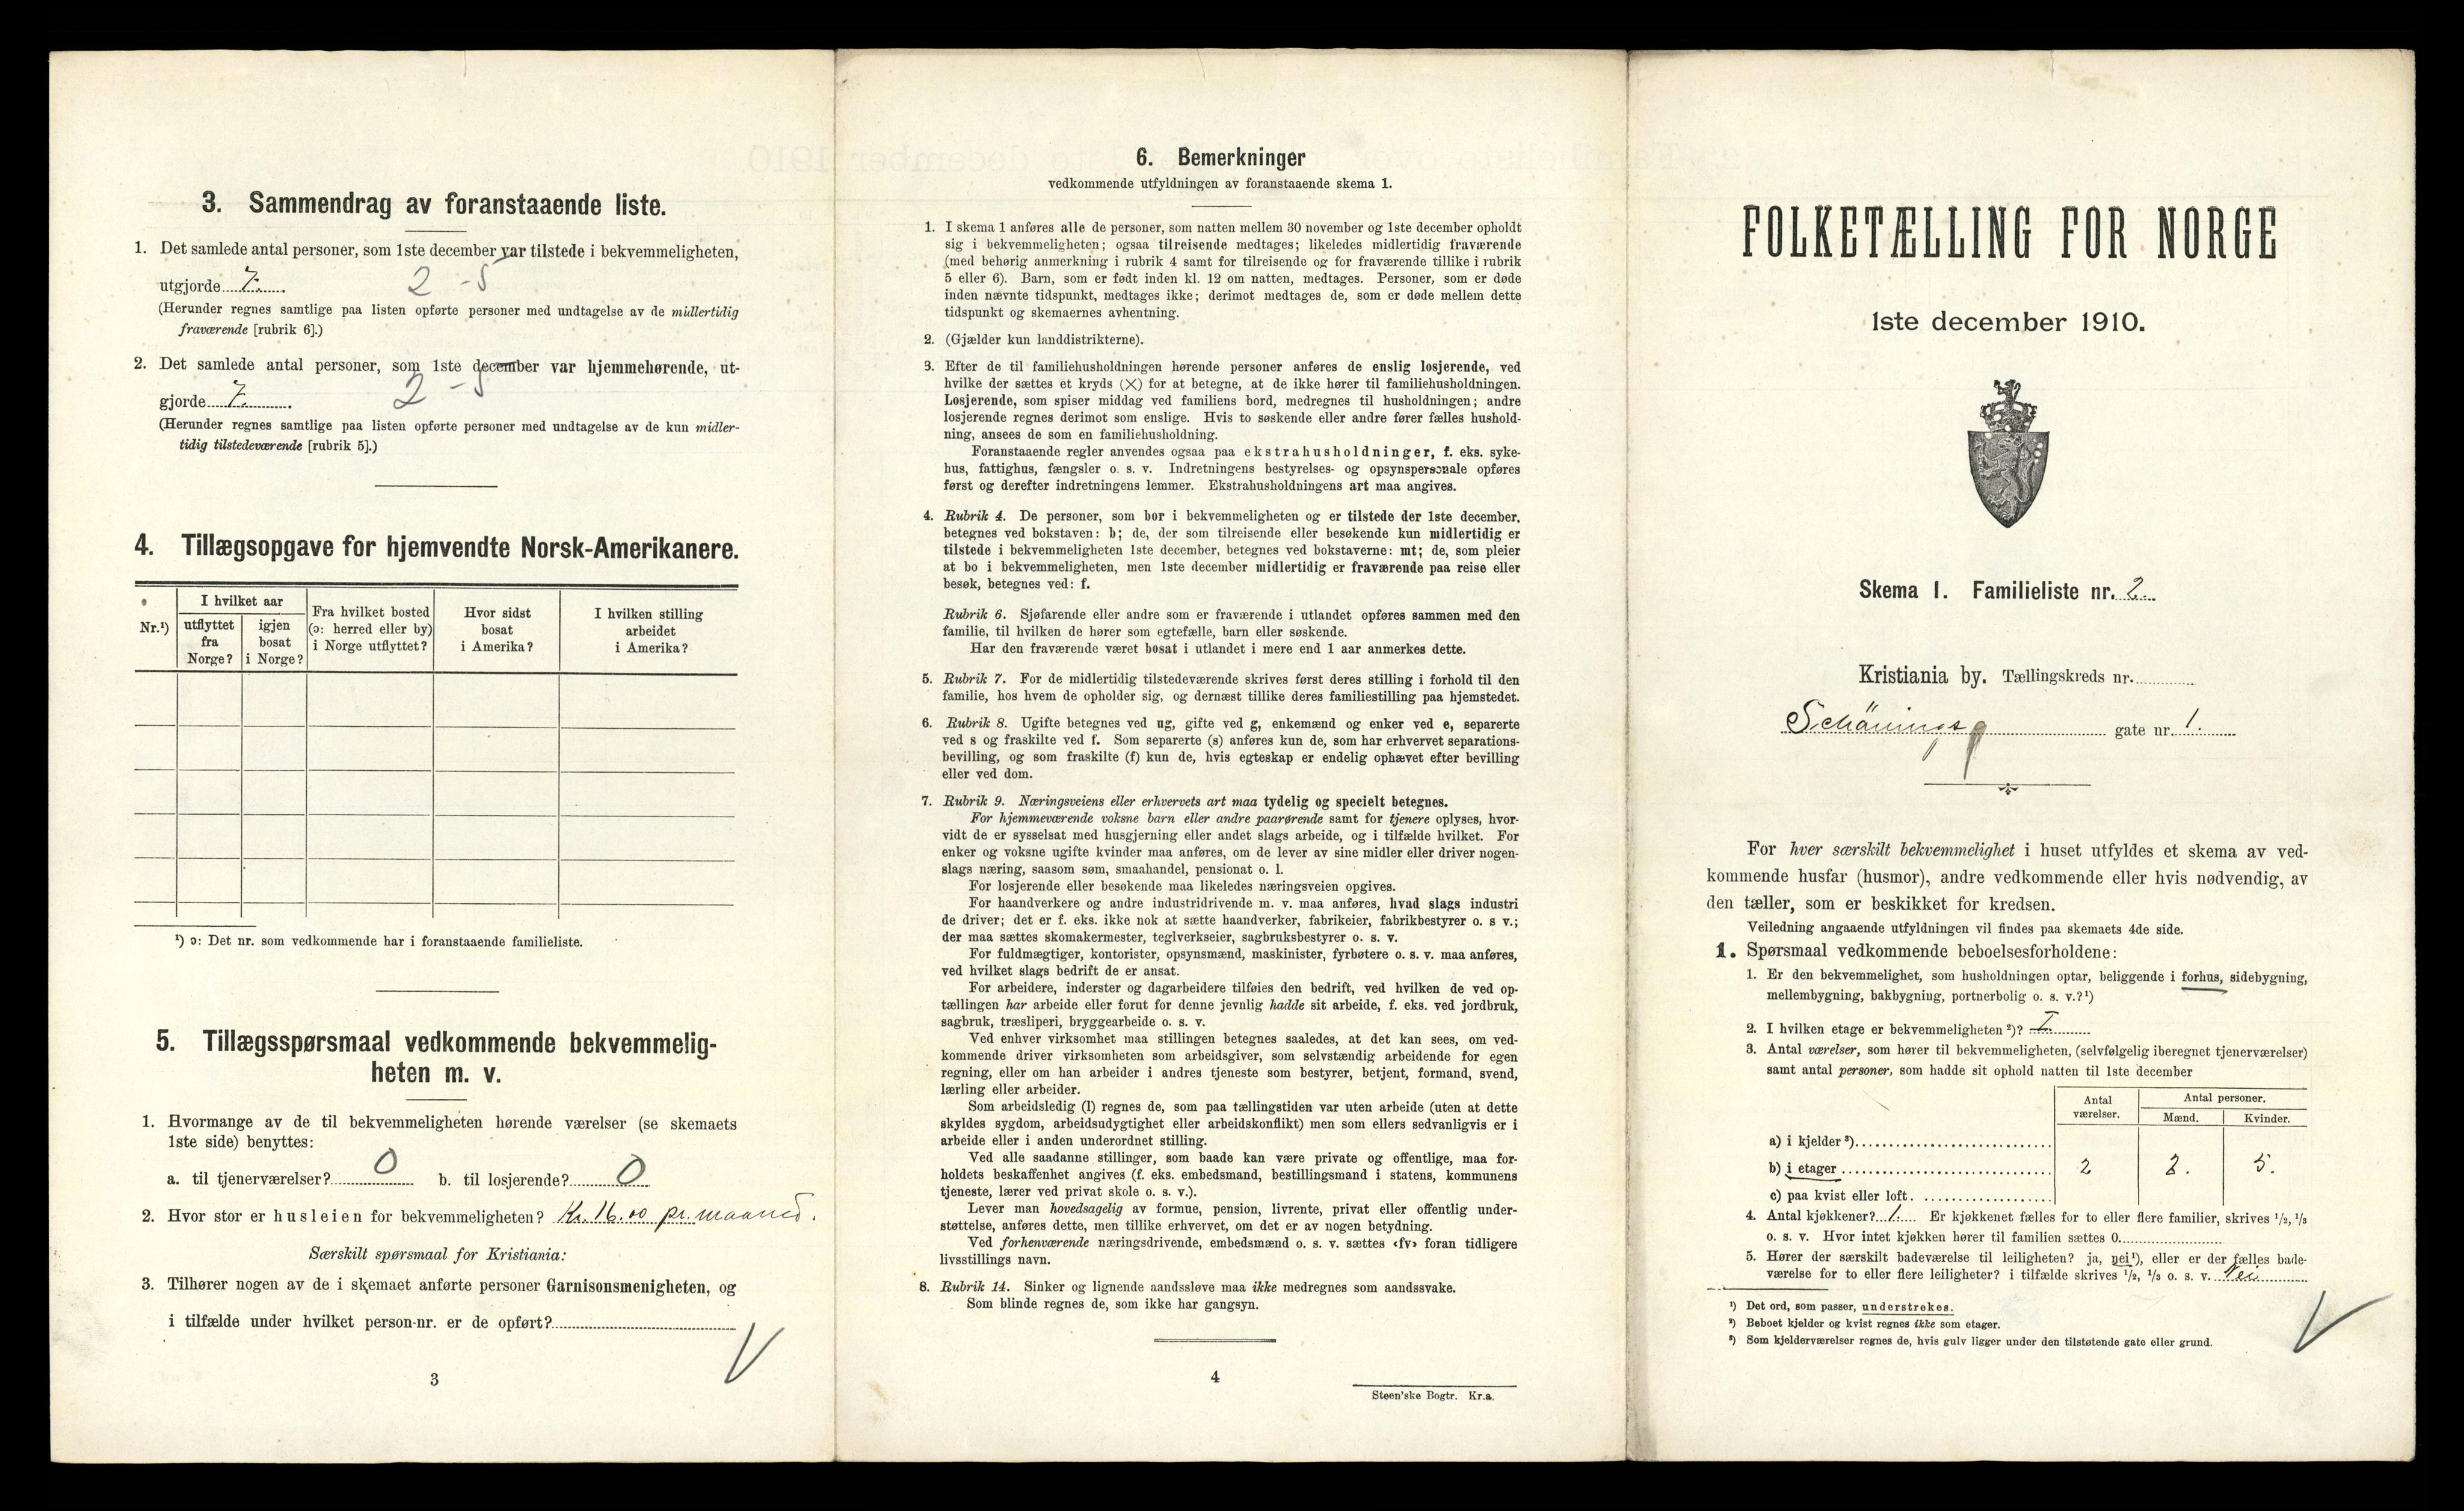 3. Sammendrag av foranstaaende liste.
1. Det samlede antal personer, som 1ste december var tilstede i bekvemmeligheten,
utgjorde 7. 2 - 5
(Herunder regnes samtlige paa listen opførte personer med undtagelse av de midlertidig
fraværende [rubrik 6].)
2. Det samlede antal personer, som 1ste december var hjemmehørende, ut-
gjorde 7. 2 - 5
(Herunder regnes samtlige paa listen opførte personer med undtagelse av de kun midler-
tidig tilstedeværende [rubrik 5].)
4. Tillægsopgave for hjemvendte Norsk-Amerikanere.
Nr.¹) I hvilket aar utflyttet fra Norge? igjen bosat i Norge? Fra hvilket bosted (ɔ: herred eller by) i Norge utflyttet? Hvor sidst bosat i Amerika? I hvilken stilling arbeidet i Amerika?
¹) ɔ: Det nr. som vedkommende har i foranstaaende familieliste.
5. Tillægsspørsmaal vedkommende bekvemmelig-
heten m. v.
1. Hvormange av de til bekvemmeligheten hørende værelser (se skemaets
1ste side) benyttes:
a. til tjenerværelser? 0 b. til losjerende? 0
2. Hvor stor er husleien for bekvemmeligheten? Kr. 16.00 pr. maaned.
Særskilt spørsmaal for Kristiania:
3. Tilhører nogen av de i skemaet anførte personer Garnisonsmenigheten, og
i tilfælde under hvilket person-nr. er de opført?
3
6. Bemerkninger
vedkommende utfyldningen av foranstaaende skema 1.
1. I skema 1 anføres alle de personer, som natten mellem 30 november og 1ste december opholdt
sig i bekvemmeligheten; ogsaa tilreisende medtages; likeledes midlertidig fraværende
(med behørig anmerkning i rubrik 4 samt for tilreisende og for fraværende tillike i rubrik
5 eller 6). Barn, som er født inden kl. 12 om natten, medtages. Personer, som er døde
inden nævnte tidspunkt, medtages ikke; derimot medtages de, som er døde mellem dette
tidspunkt og skemaernes avhentning.
2. (Gjælder kun landdistrikterne).
3. Efter de til familiehusholdningen hørende personer anføres de enslig losjerende, ved
hvilke der sættes et kryds (×) for at betegne, at de ikke hører til familiehusholdningen.
Losjerende, som spiser middag ved familiens bord, medregnes til husholdningen; andre
losjerende regnes derimot som enslige. Hvis to søskende eller andre fører fælles hushold-
ning, ansees de som en familiehusholdning.
Foranstaaende regler anvendes ogsaa paa ekstrahusholdninger, f. eks. syke-
hus, fattighus, fængsler o. s. v. Indretningens bestyrelses- og opsynspersonale opføres
først og derefter indretningens lemmer. Ekstrahusholdningens art maa angives.
4. Rubrik 4. De personer, som bor i bekvemmeligheten og er tilstede der 1ste december,
betegnes ved bokstaven: b; de, der som tilreisende eller besøkende kun midlertidig er
tilstede i bekvemmeligheten 1ste december, betegnes ved bokstaverne: mt; de, som pleier
at bo i bekvemmeligheten, men 1ste december midlertidig er fraværende paa reise eller
besøk, betegnes ved: f.
Rubrik 6. Sjøfarende eller andre som er fraværende i utlandet opføres sammen med den
familie, til hvilken de hører som egtefælle, barn eller søskende.
Har den fraværende været bosat i utlandet i mere end 1 aar anmerkes dette.
5. Rubrik 7. For de midlertidig tilstedeværende skrives først deres stilling i forhold til den
familie, hos hvem de opholder sig, og dernæst tillike deres familiestilling paa hjemstedet.
6. Rubrik 8. Ugifte betegnes ved ug, gifte ved g, enkemænd og enker ved e, separerte
ved s og fraskilte ved f. Som separerte (s) anføres kun de, som har erhvervet separations-
bevilling, og som fraskilte (f) kun de, hvis egteskap er endelig ophævet efter bevilling
eller ved dom.
7. Rubrik 9. Næringsveiens eller erhvervets art maa tydelig og specielt betegnes.
For hjemmeværende voksne barn eller andre paarørende samt for tjenere oplyses, hvor-
vidt de er sysselsat med husgjerning eller andet slags arbeide, og i tilfælde hvilket. For
enker og voksne ugifte kvinder maa anføres, om de lever av sine midler eller driver nogen-
slags næring, saasom søm, smaahandel, pensionat o. l.
For losjerende eller besøkende maa likeledes næringsveien opgives.
For haandverkere og andre industridrivende m. v. maa anføres, hvad slags industri
de driver; det er f. eks. ikke nok at sætte haandverker, fabrikeier, fabrikbestyrer o. s v.;
der maa sættes skomakermester, teglverkseier, sagbruksbestyrer o. s. v.
For fuldmægtiger, kontorister, opsynsmænd, maskinister, fyrbøtere o. s. v. maa anføres,
ved hvilket slags bedrift de er ansat.
For arbeidere, inderster og dagarbeidere tilføies den bedrift, ved hvilken de ved op-
tællingen har arbeide eller forut for denne jevnlig hadde sit arbeide, f. eks. ved jordbruk,
sagbruk, træsliperi, bryggearbeide o. s. v.
Ved enhver virksomhet maa stillingen betegnes saaledes, at det kan sees, om ved-
kommende driver virksomheten som arbeidsgiver, som selvstændig arbeidende for egen
regning, eller om han arbeider i andres tjeneste som bestyrer, betjent, formand, svend,
lærling eller arbeider.
Som arbeidsledig (l) regnes de, som paa tællingstiden var uten arbeide (uten at dette
skyldes sygdom, arbeidsudygtighet eller arbeidskonflikt) men som ellers sedvanligvis er i
arbeide eller i anden underordnet stilling.
Ved alle saadanne stillinger, som baade kan være private og offentlige, maa for-
holdets beskaffenhet angives (f. eks. embedsmand, bestillingsmand i statens, kommunens
tjeneste, lærer ved privat skole o. s. v.).
Lever man hovedsagelig av formue, pension, livrente, privat eller offentlig under-
støttelse, anføres dette, men tillike erhvervet, om det er av nogen betydning.
Ved forhenværende næringsdrivende, embedsmænd o. s. v. sættes «fv» foran tidligere
livsstillings navn.
8. Rubrik 14. Sinker og lignende aandssløve maa ikke medregnes som aandssvake.
Som blinde regnes de, som ikke har gangsyn.
4
Steen'ske Bogtr. Kr.a.
FOLKETÆLLING FOR NORGE
1ste december 1910.
Skema 1. Familieliste nr. 2.
Kristiania by. Tællingskreds nr.
Schöningsg gate nr. 1.
For hver særskilt bekvemmelighet i huset utfyldes et skema av ved-
kommende husfar (husmor), andre vedkommende eller hvis nødvendig, av
den tæller, som er beskikket for kredsen.
Veiledning angaaende utfyldningen vil findes paa skemaets 4de side.
1. Spørsmaal vedkommende beboelsesforholdene:
1. Er den bekvemmelighet, som husholdningen optar, beliggende i forhus, sidebygning,
mellembygning, bakbygning, portnerbolig o. s. v.?¹)
2. I hvilken etage er bekvemmeligheten²)? I.
3. Antal værelser, som hører til bekvemmeligheten, (selvfølgelig iberegnet tjenerværelser)
samt antal personer, som hadde sit ophold natten til 1ste december
Antal værelser. Antal personer. Mænd. Kvinder.
a) i kjelder³)
b) i etager 2 2. 5.
c) paa kvist eller loft.
4. Antal kjøkkener? 1. Er kjøkkenet fælles for to eller flere familier, skrives ¹/₂, ¹/₃
o. s. v. Hvor intet kjøkken hører til familien sættes 0.
5. Hører der særskilt badeværelse til leiligheten? ja, nei¹), eller er der fælles bade-
værelse for to eller flere leiligheter? i tilfælde skrives ¹/₂, ¹/₃ o. s. v. Nei
¹) Det ord, som passer, understrekes.
²) Beboet kjelder og kvist regnes ikke som etager.
³) Som kjelderværelser regnes de, hvis gulv ligger under den tilstøtende gate eller grund.